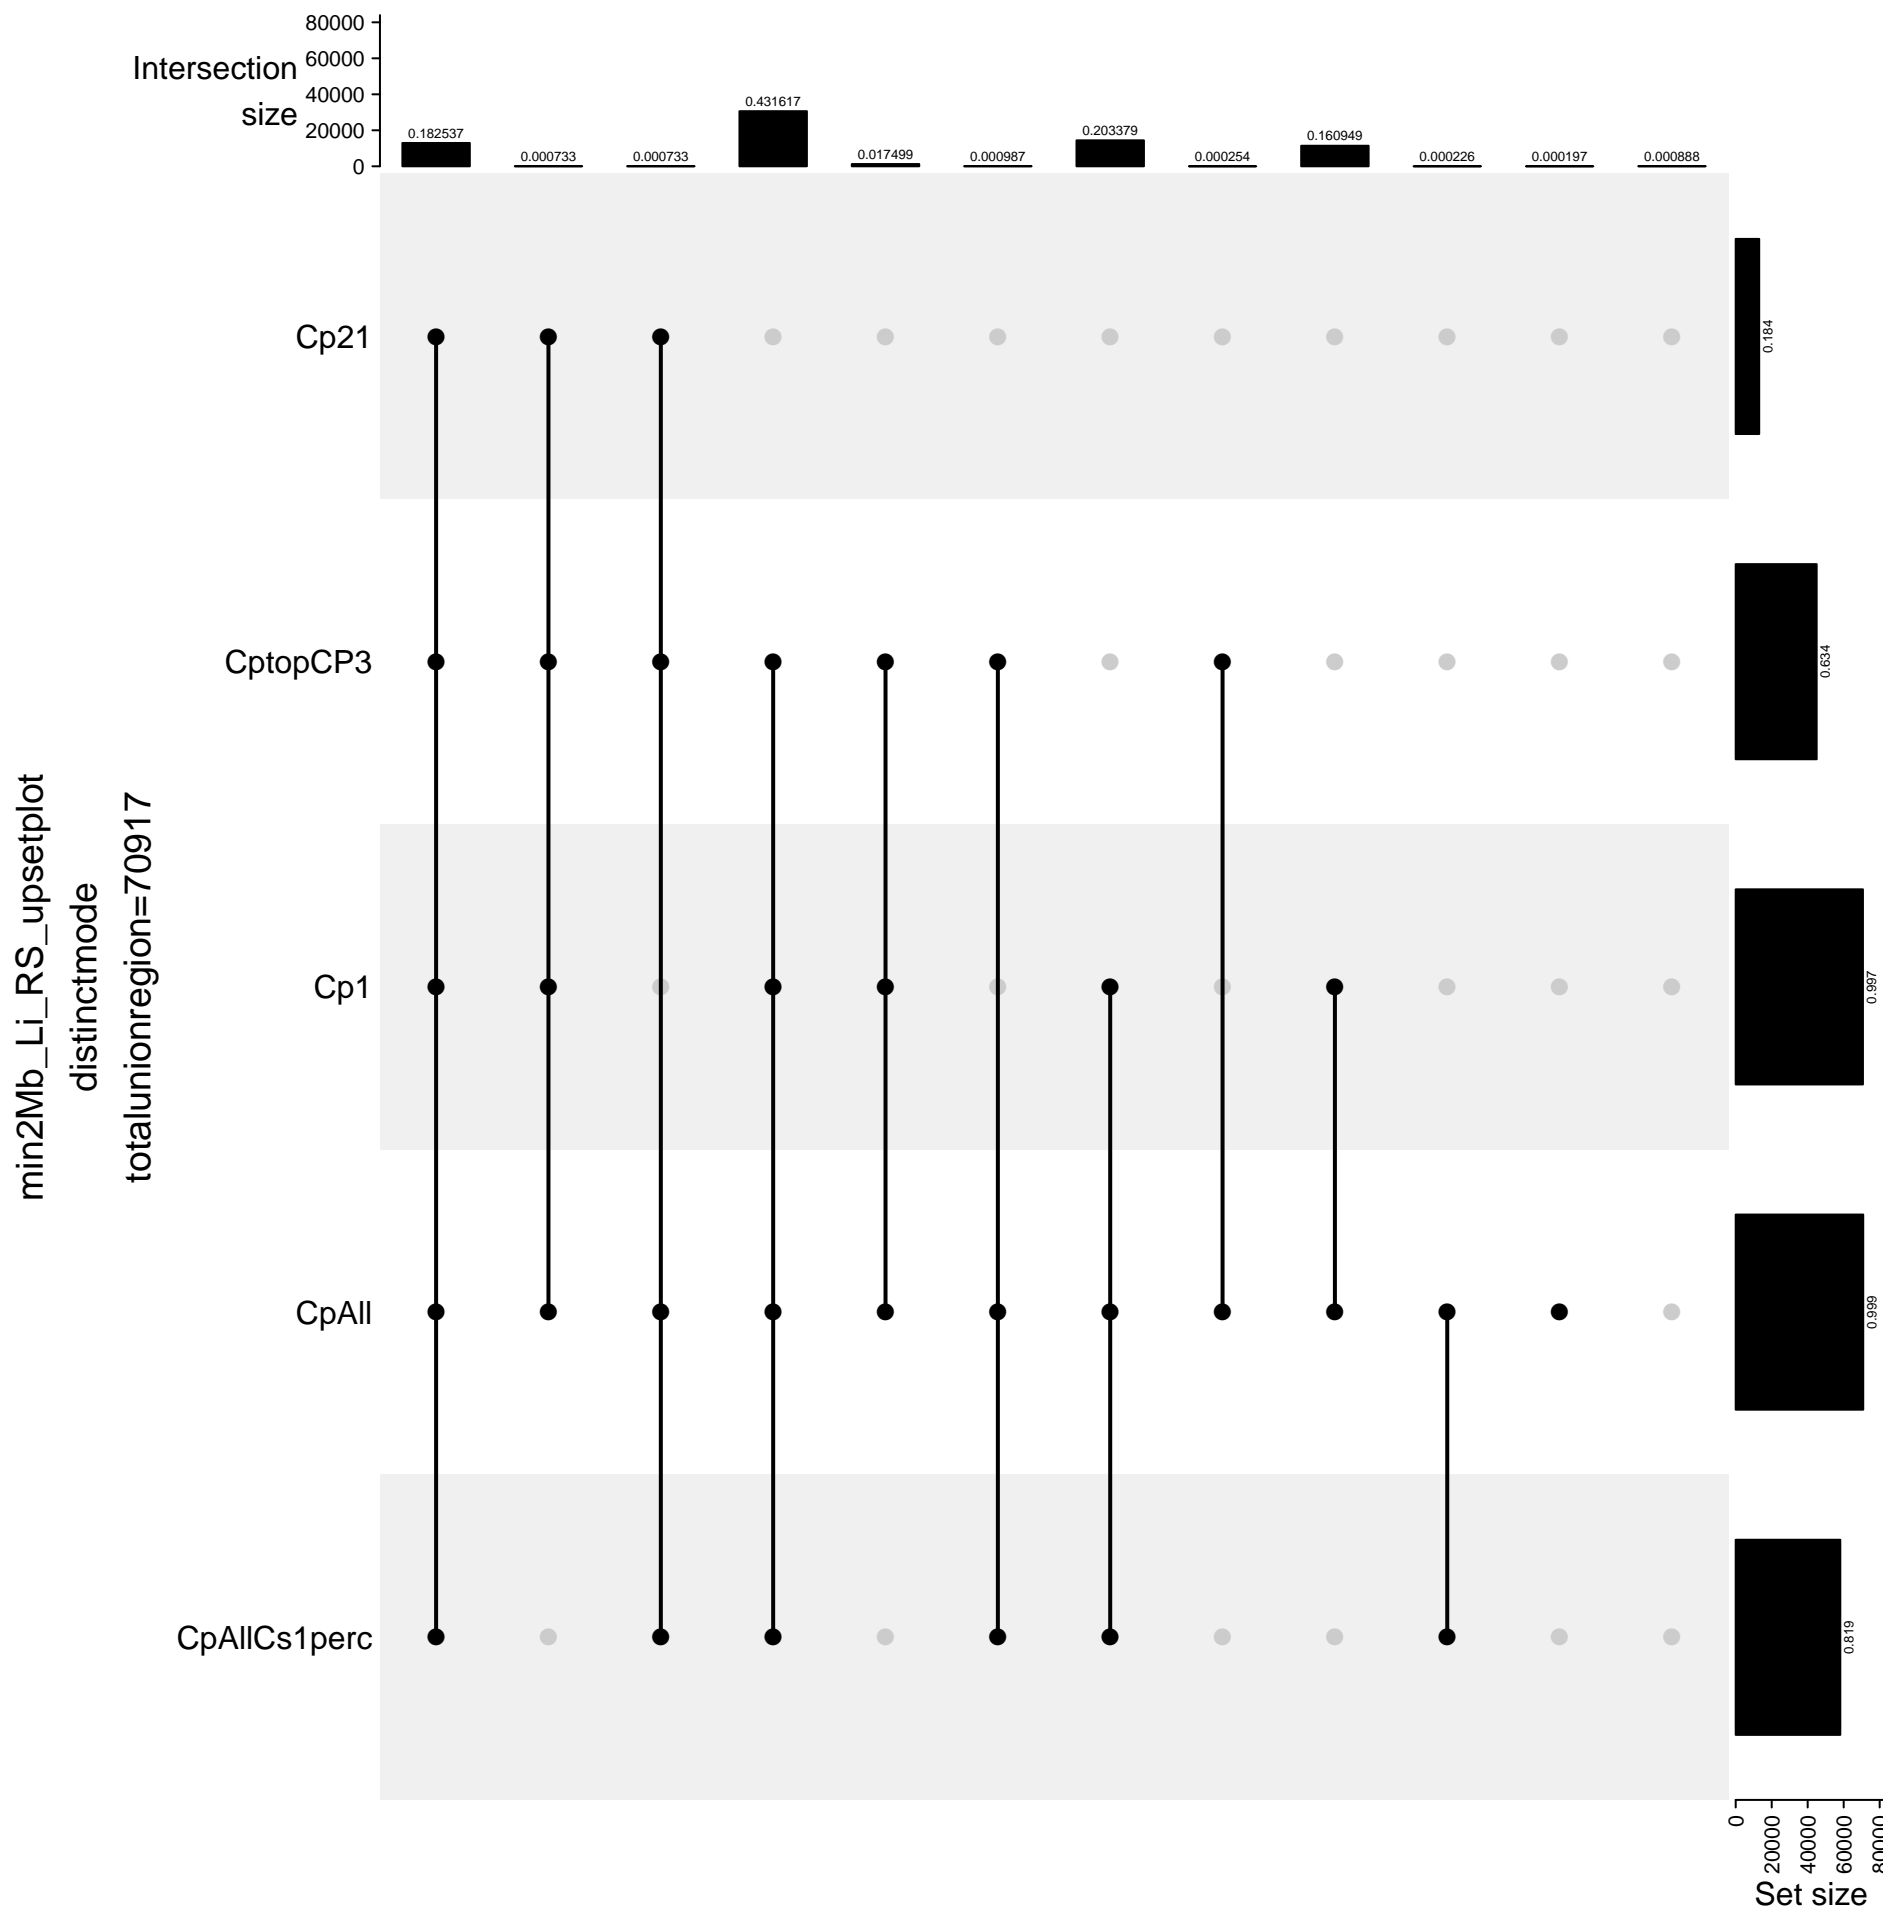 80000
60000
40000
20000
0
Intersection
size
0.182537
0.000733
0.000733
0.431617
0.017499
0.000987
0.203379
0.000254
0.160949
0.000226
0.000197
0.000888
Cp21
CptopCP3
Cp1
CpAll
CpAllCs1perc
min2Mb_Li_RS_upsetplot
distinctmode
totalunionregion=70917
0.184
0.634
0.997
0.999
0.819
0
20000
40000
60000
80000
Set size